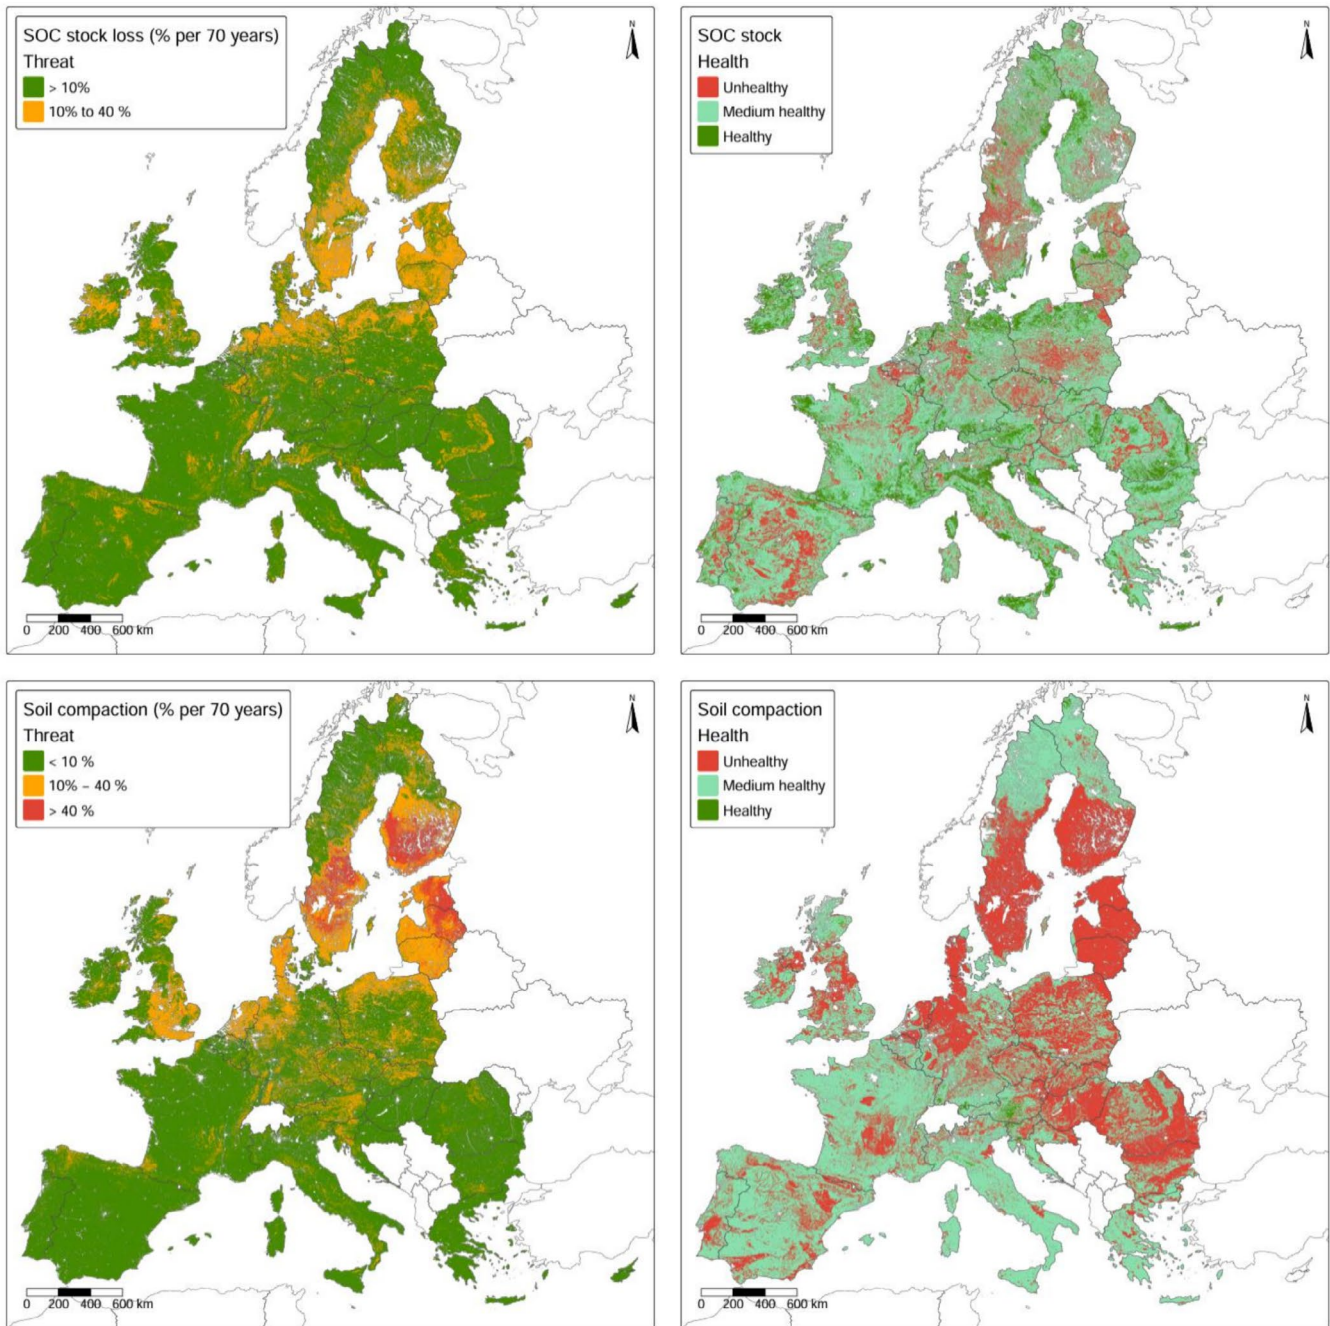 SOC stock loss (% per 70 years)
Threat
> 10%
10% to 40 %
N
0 200 400 600 km
SOC stock
Health
Unhealthy
Medium healthy
Healthy
N
0 200 400 600 km
Soil compaction (% per 70 years)
Threat
< 10 %
10% – 40 %
> 40 %
N
0 200 400 600 km
Soil compaction
Health
Unhealthy
Medium healthy
Healthy
N
0 200 400 600 km